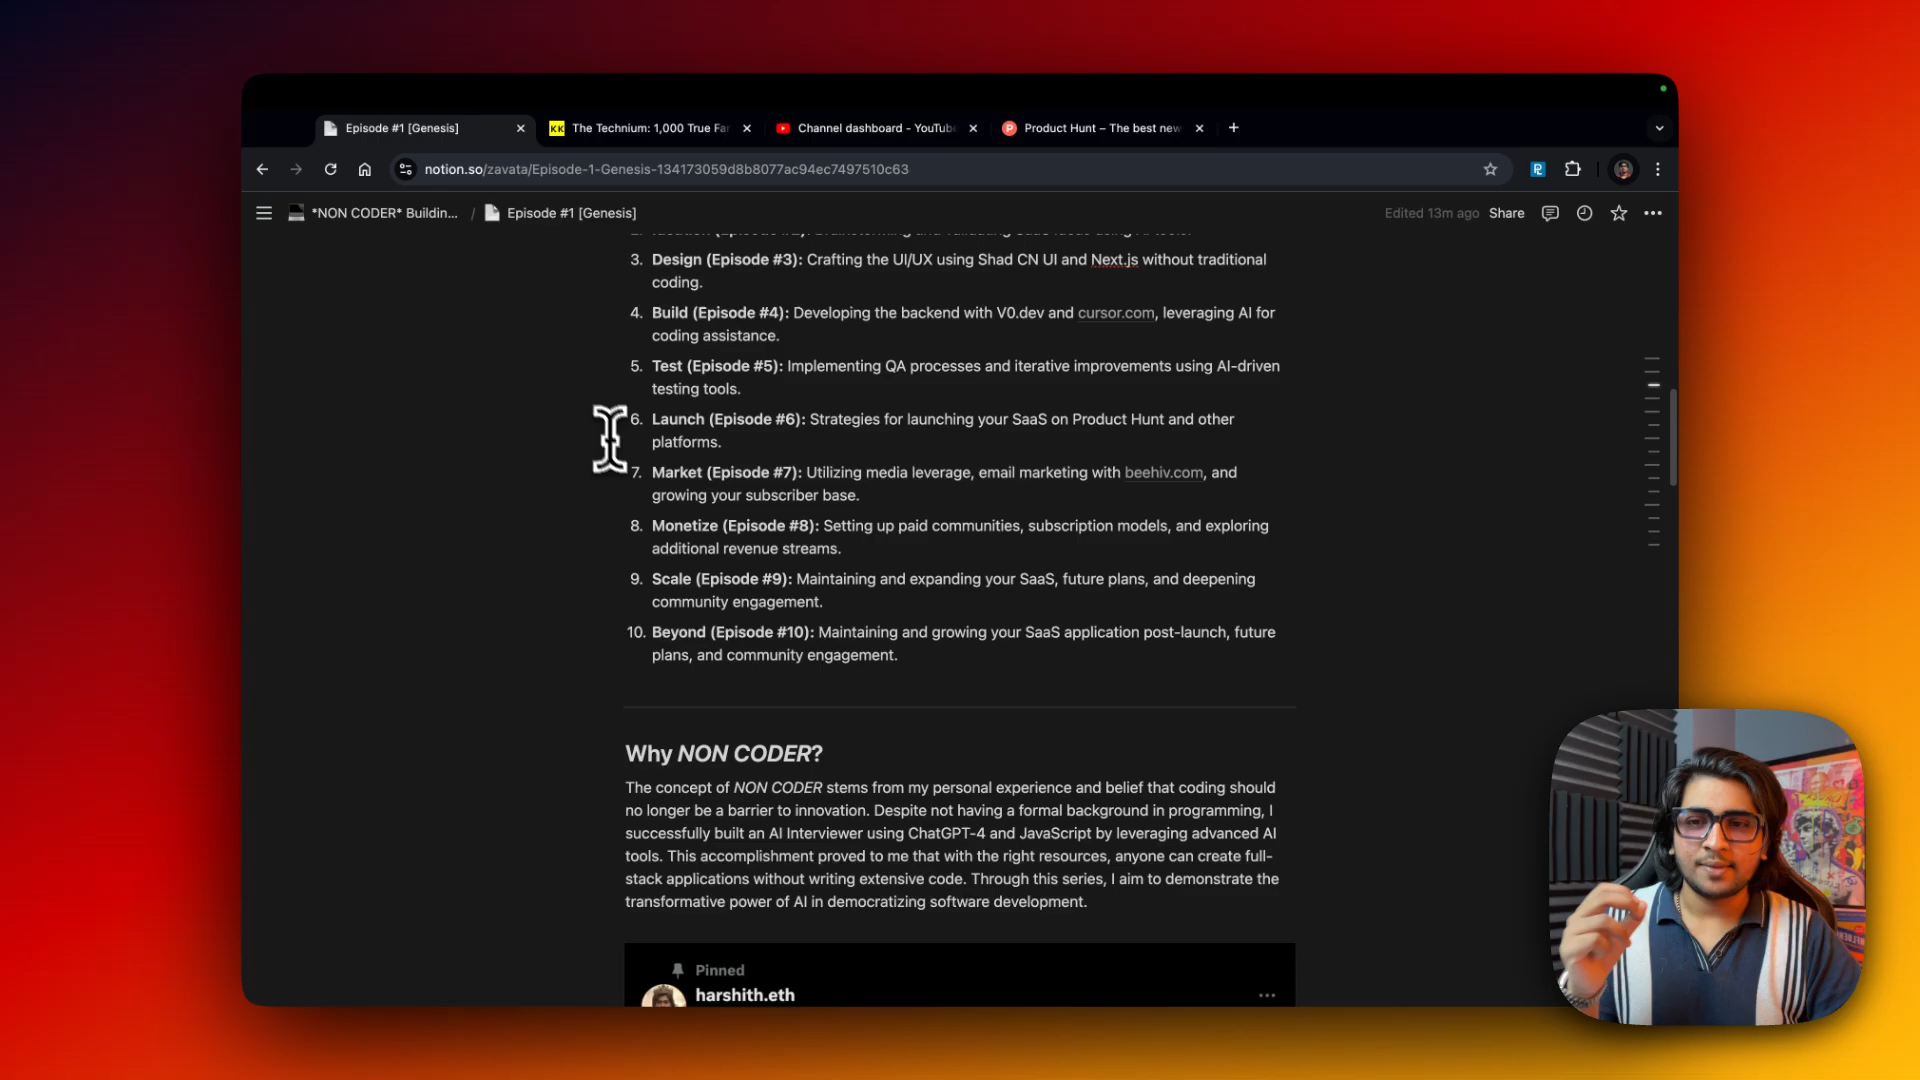 Episode #1 [Genesis]
KK The Technium: 1,000 True Fan
Channel dashboard - YouTube
Product Hunt – The best new
notion.so/zavata/Episode-1-Genesis-134173059d8b8077ac94ec7497510c63
*NON CODER* Buildin... / Episode #1 [Genesis]
Edited 13m ago Share
3. Design (Episode #3): Crafting the UI/UX using Shad CN UI and Next.js without traditional
coding.
4. Build (Episode #4): Developing the backend with V0.dev and cursor.com, leveraging AI for
coding assistance.
5. Test (Episode #5): Implementing QA processes and iterative improvements using AI-driven
testing tools.
6. Launch (Episode #6): Strategies for launching your SaaS on Product Hunt and other
platforms.
7. Market (Episode #7): Utilizing media leverage, email marketing with beehiv.com, and
growing your subscriber base.
8. Monetize (Episode #8): Setting up paid communities, subscription models, and exploring
additional revenue streams.
9. Scale (Episode #9): Maintaining and expanding your SaaS, future plans, and deepening
community engagement.
10. Beyond (Episode #10): Maintaining and growing your SaaS application post-launch, future
plans, and community engagement.
Why NON CODER?
The concept of NON CODER stems from my personal experience and belief that coding should
no longer be a barrier to innovation. Despite not having a formal background in programming, I
successfully built an AI Interviewer using ChatGPT-4 and JavaScript by leveraging advanced AI
tools. This accomplishment proved to me that with the right resources, anyone can create full-
stack applications without writing extensive code. Through this series, I aim to demonstrate the
transformative power of AI in democratizing software development.
Pinned
harshith.eth